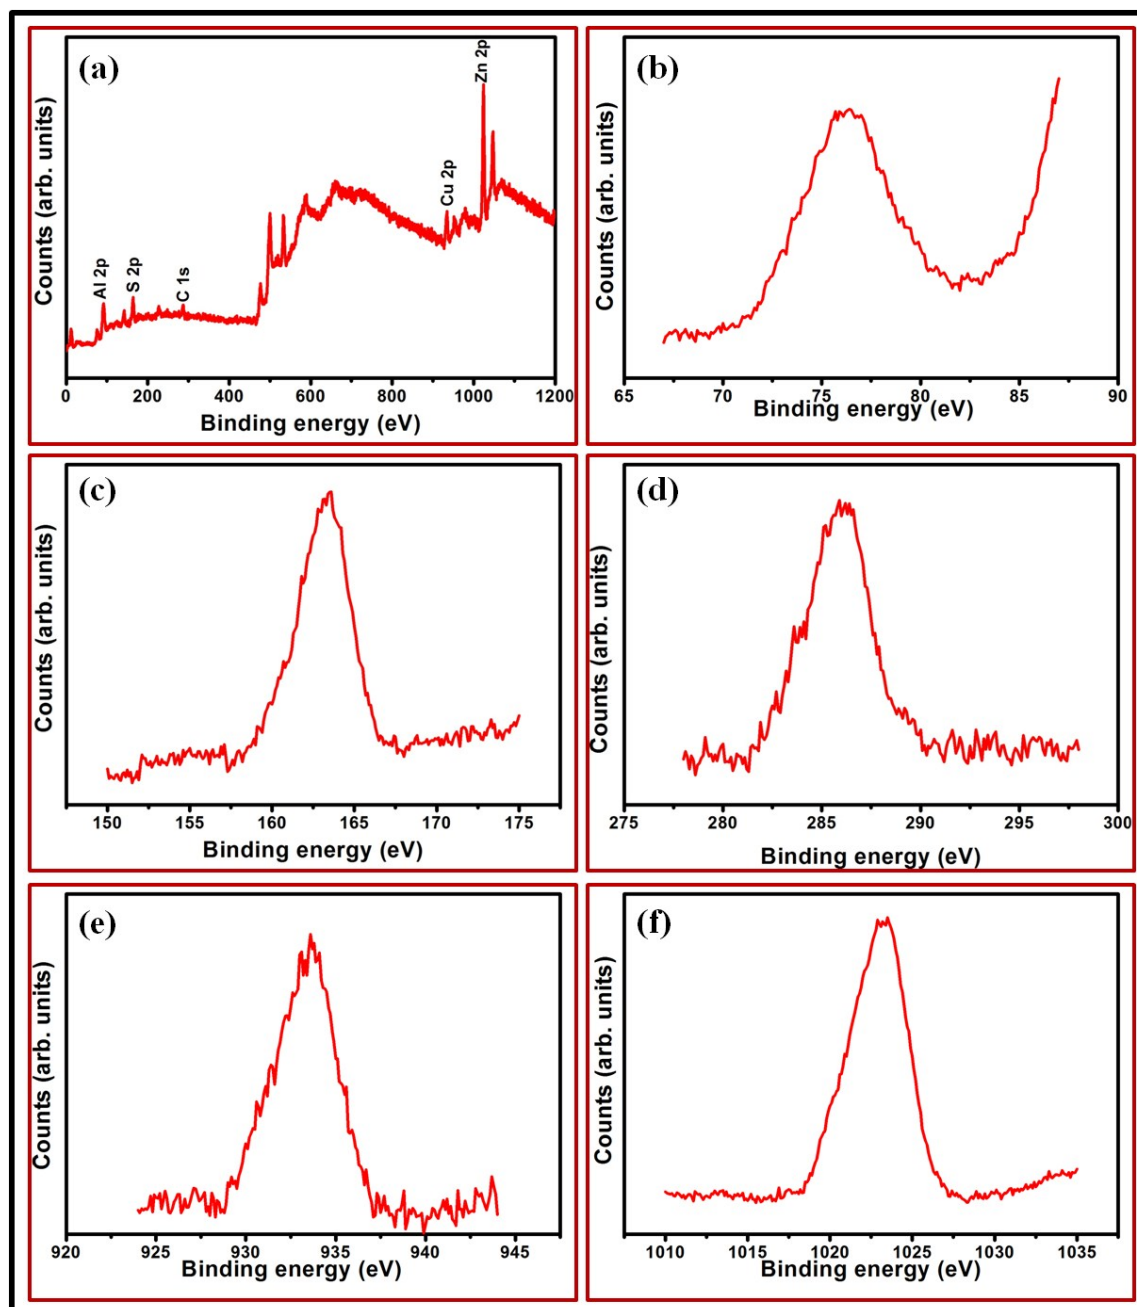 (a)
Counts (arb. units)
Al 2p
S 2p
C 1s
Cu 2p
Zn 2p
0 200 400 600 800 1000 1200
Binding energy (eV)
(b)
Counts (arb. units)
65 70 75 80 85 90
Binding energy (eV)
(c)
Counts (arb. units)
150 155 160 165 170 175
Binding energy (eV)
(d)
Counts (arb. units)
275 280 285 290 295 300
Binding energy (eV)
(e)
Counts (arb. units)
920 925 930 935 940 945
Binding energy (eV)
(f)
Counts (arb. units)
1010 1015 1020 1025 1030 1035
Binding energy (eV)